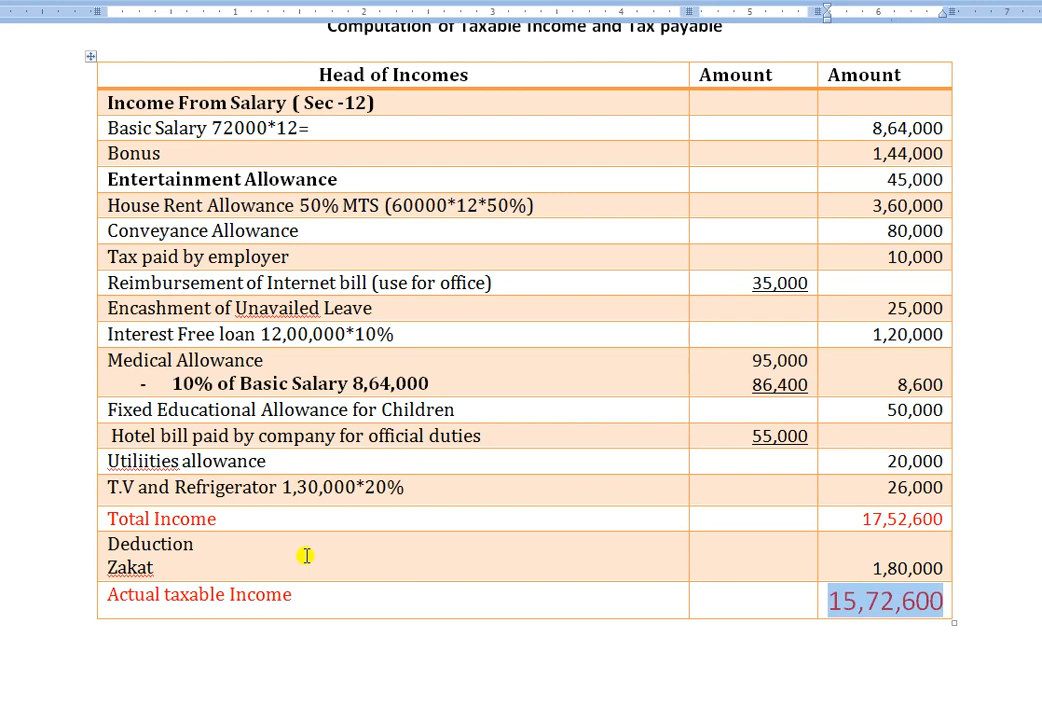 1 2 3 4 5 6 7
Computation of Taxable Income and Tax payable
Head of Incomes Amount Amount
Income From Salary ( Sec -12)
Basic Salary 72000*12= 8,64,000
Bonus 1,44,000
Entertainment Allowance 45,000
House Rent Allowance 50% MTS (60000*12*50%) 3,60,000
Conveyance Allowance 80,000
Tax paid by employer 10,000
Reimbursement of Internet bill (use for office) 35,000
Encashment of Unavailed Leave 25,000
Interest Free loan 12,00,000*10% 1,20,000
Medical Allowance 95,000
- 10% of Basic Salary 8,64,000 86,400 8,600
Fixed Educational Allowance for Children 50,000
Hotel bill paid by company for official duties 55,000
Utiliities allowance 20,000
T.V and Refrigerator 1,30,000*20% 26,000
Total Income 17,52,600
Deduction
Zakat 1,80,000
Actual taxable Income 15,72,600